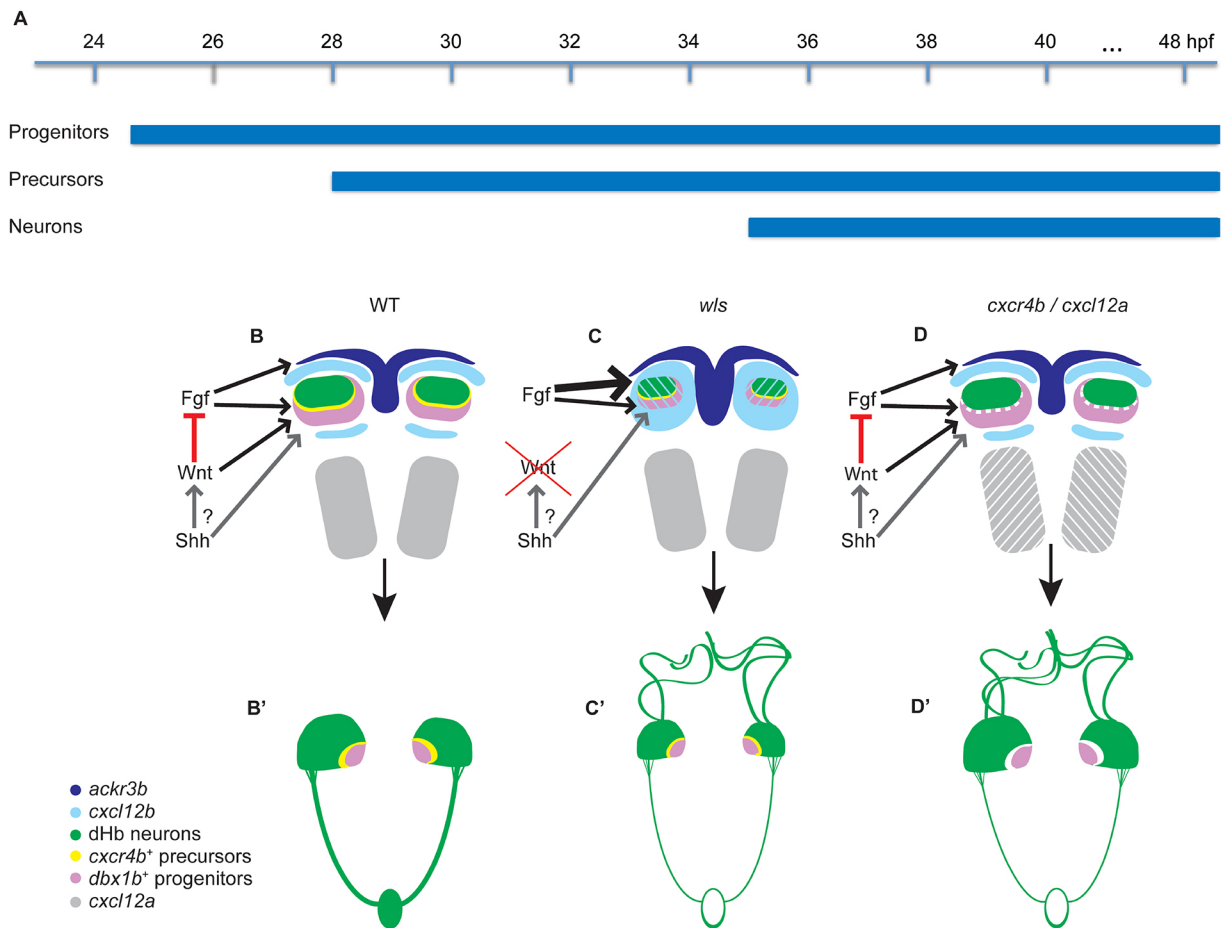 A
24 26 28 30 32 34 36 38 40 ... 48 hpf
Progenitors
Precursors
Neurons
WT wls cxcr4b / cxcl12a
B C D
Fgf
Wnt
?
Shh
Fgf
Wnt
?
Shh
Fgf
Wnt
?
Shh
B’ C’ D’
ackr3b
cxcl12b
dHb neurons
cxcr4b⁺ precursors
dbx1b⁺ progenitors
cxcl12a